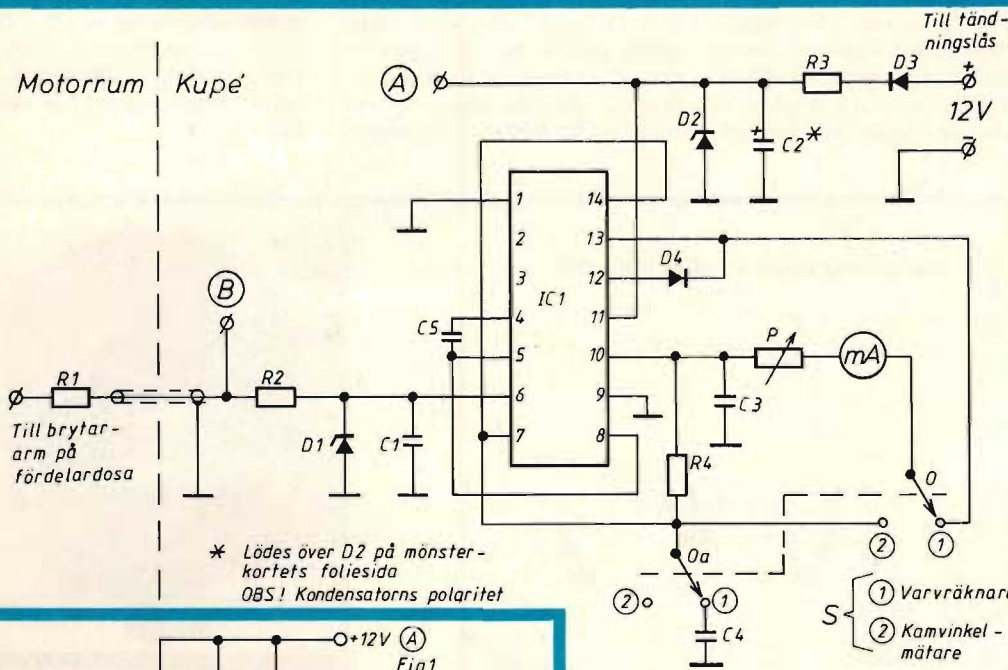 Till tänd-
ningslås
Motorrum
Kupé
A
R3
D3
+
12V
-
D2
+
C2*
1
14
2
13
3
12
D4
IC1
B
4
11
C5
P
5
10
mA
R1
R2
6
9
C3
Till brytar-
arm på
fördelardosa
D1
C1
7
8
R4
0
2
1
* Lödes över D2 på mönster-
kortets foliesida
OBS! Kondensatorns polaritet
0a
2
1
C4
S
1 Varvräknare
2 Kamvinkel-
mätare
+12V A
Fig1